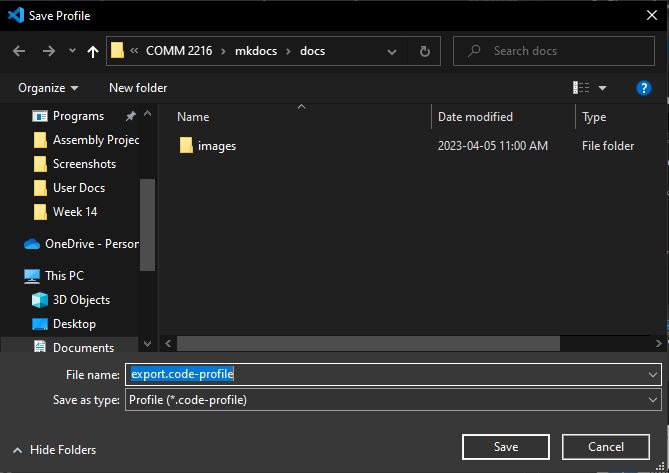 Save Profile
« COMM 2216 › mkdocs › docs
Search docs
Organize
New folder
?
Name
Date modified
Type
images
2023-04-05 11:00 AM
File folder
Programs
Assembly Projec
Screenshots
User Docs
Week 14
OneDrive - Person
This PC
3D Objects
Desktop
Documents
File name:
export.code-profile
Save as type:
Profile (*.code-profile)
Hide Folders
Save
Cancel